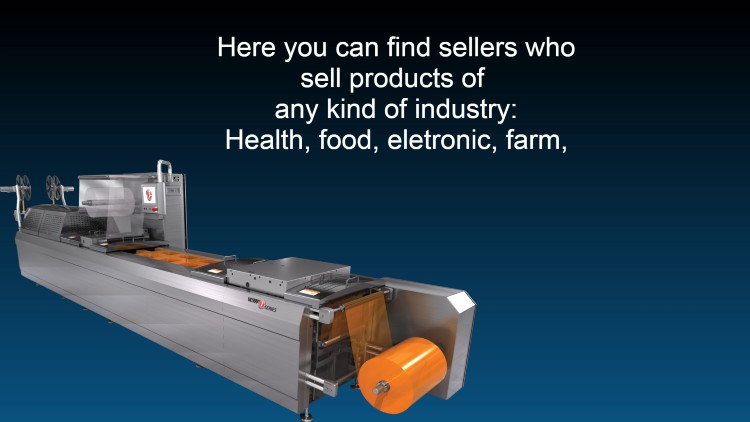 Here you can find sellers who
sell products of
any kind of industry:
Health, food, eletronic, farm,